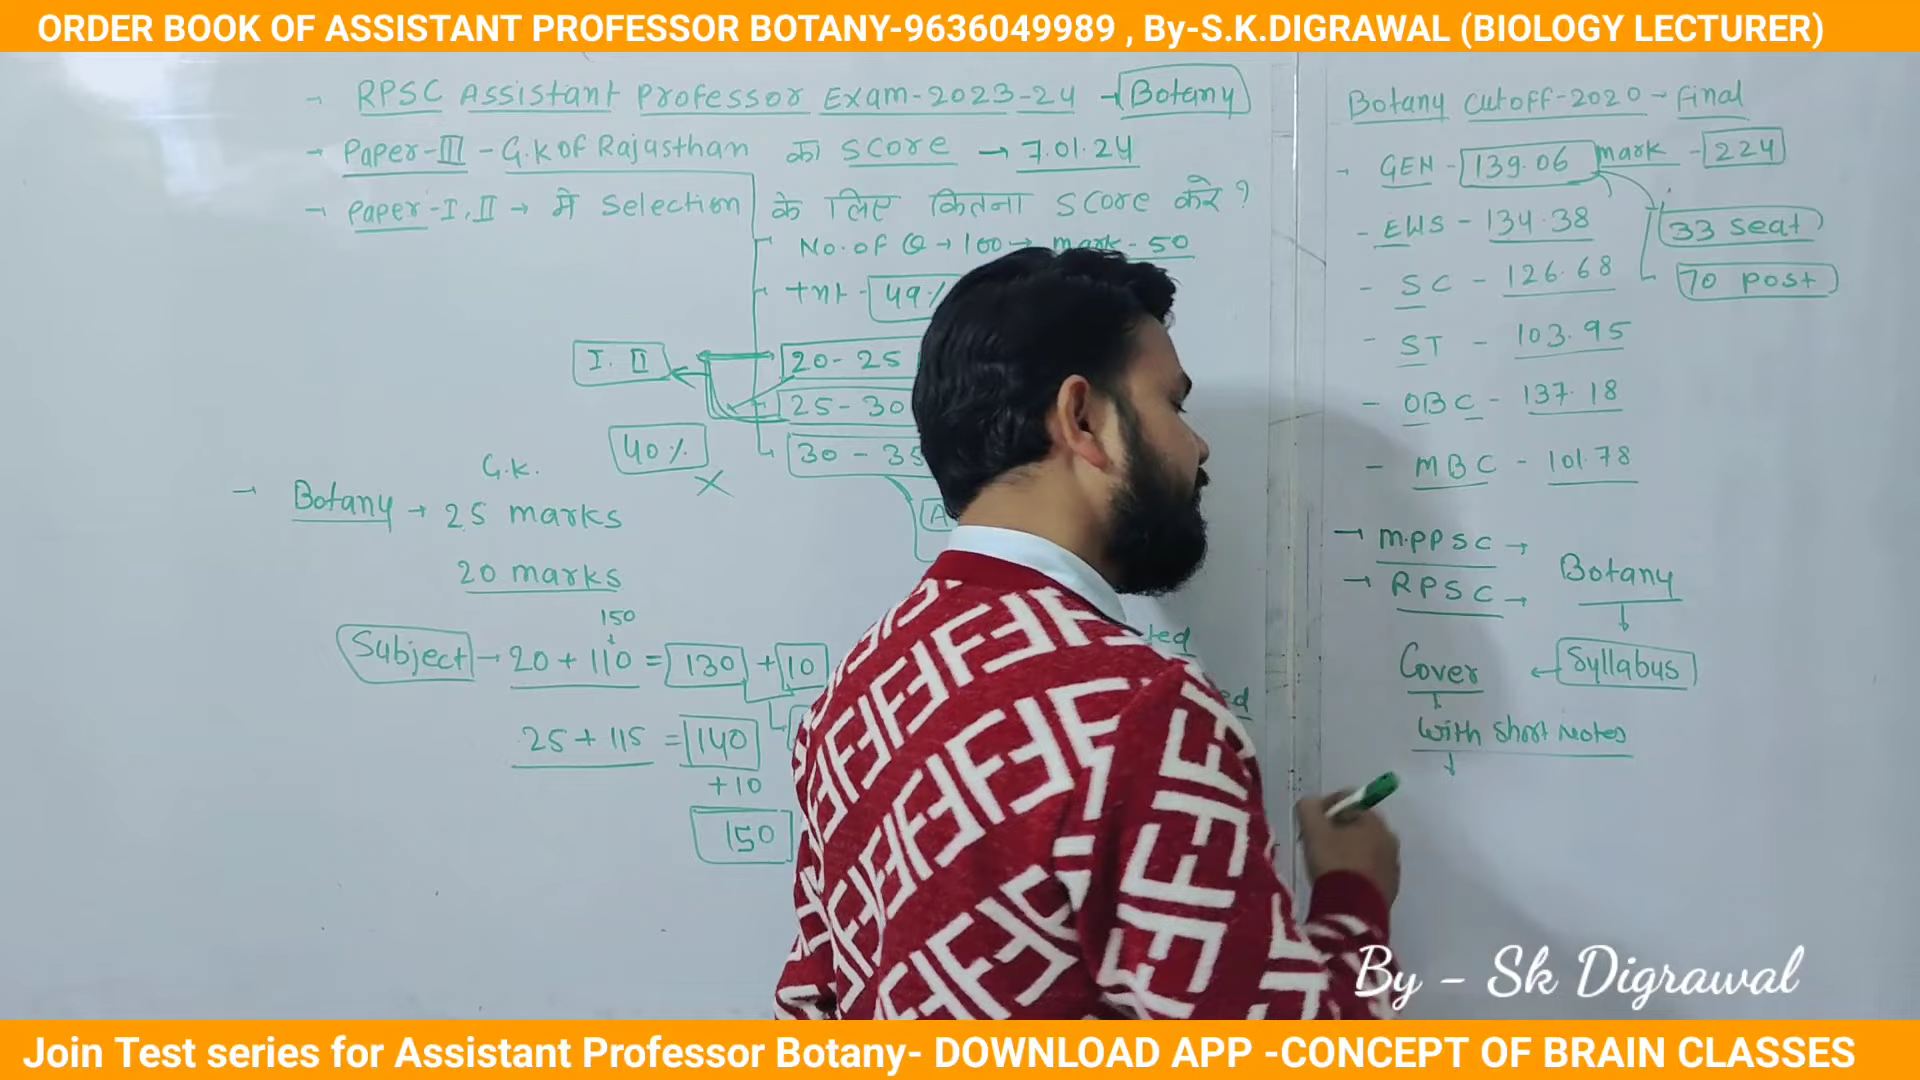 ORDER BOOK OF ASSISTANT PROFESSOR BOTANY-9636049989 , By-S.K.DIGRAWAL (BIOLOGY LECTURER)
- RPSC Assistant Professor Exam-2023-24 → Botany
- Paper-III - G.K of Rajasthan का score → 7.01.24
- Paper-I,II → में selection के लिए कितना score करे ?
No. of Q → 100 → mark - 50
49%
I. II
20-25
25-30
40%
30-35
G.K.
→ Botany → 25 marks
20 marks
150
Subject → 20 + 110 = 130 + 10
25 + 115 = 140
+10
150
Botany cutoff-2020 - final
- GEN - 139.06 mark - 224
- EWS - 134.38
33 seat
- SC - 126.68
70 post
- ST - 103.95
- OBC - 137.18
- MBC - 101.78
→ M.PPSC →
→ RPSC →
Botany
↓
Syllabus
Cover
↓
with short Notes
↓
By - Sk Digrawal
Join Test series for Assistant Professor Botany- DOWNLOAD APP -CONCEPT OF BRAIN CLASSES